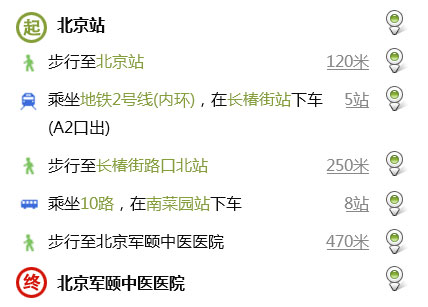 起 北京站
步行至北京站 120米
乘坐地铁2号线(内环)，在长椿街站下车 5站
(A2口出)
步行至长椿街路口北站 250米
乘坐10路，在南菜园站下车 8站
步行至北京军颐中医医院 470米
终 北京军颐中医医院